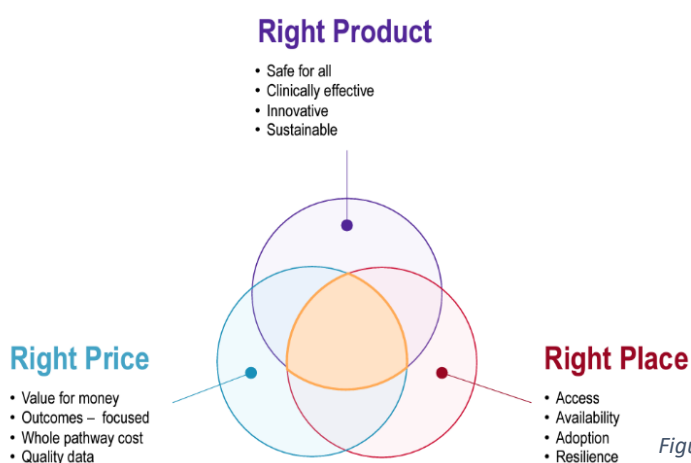 Right Product
• Safe for all
• Clinically effective
• Innovative
• Sustainable
Right Price
• Value for money
• Outcomes – focused
• Whole pathway cost
• Quality data
Right Place
• Access
• Availability
• Adoption
• Resilience
Figu